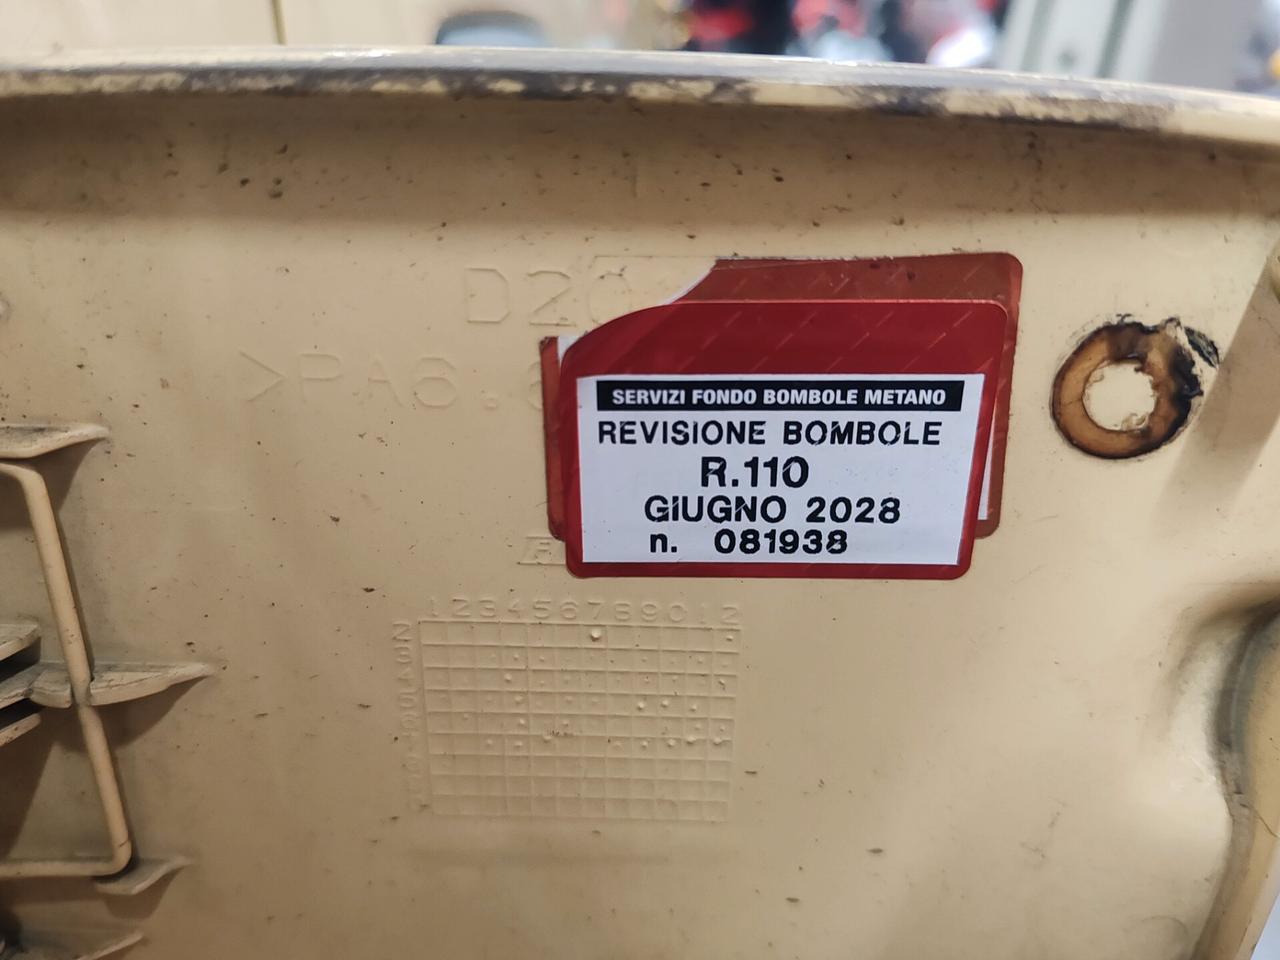 D2
>PA6.
SERVIZI FONDO BOMBOLE METANO
REVISIONE BOMBOLE
R.110
GIUGNO 2028
n. 081938
123456789012